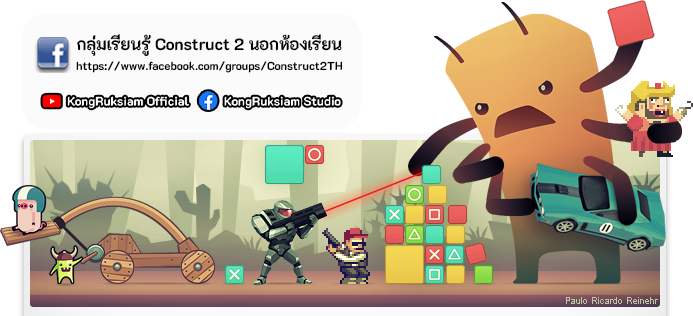 กลุ่มเรียนรู้ Construct 2 นอกห้องเรียน
https://www.facebook.com/groups/Construct2TH
KongRuksiam Official KongRuksiam Studio
Paulo Ricardo Reinehr